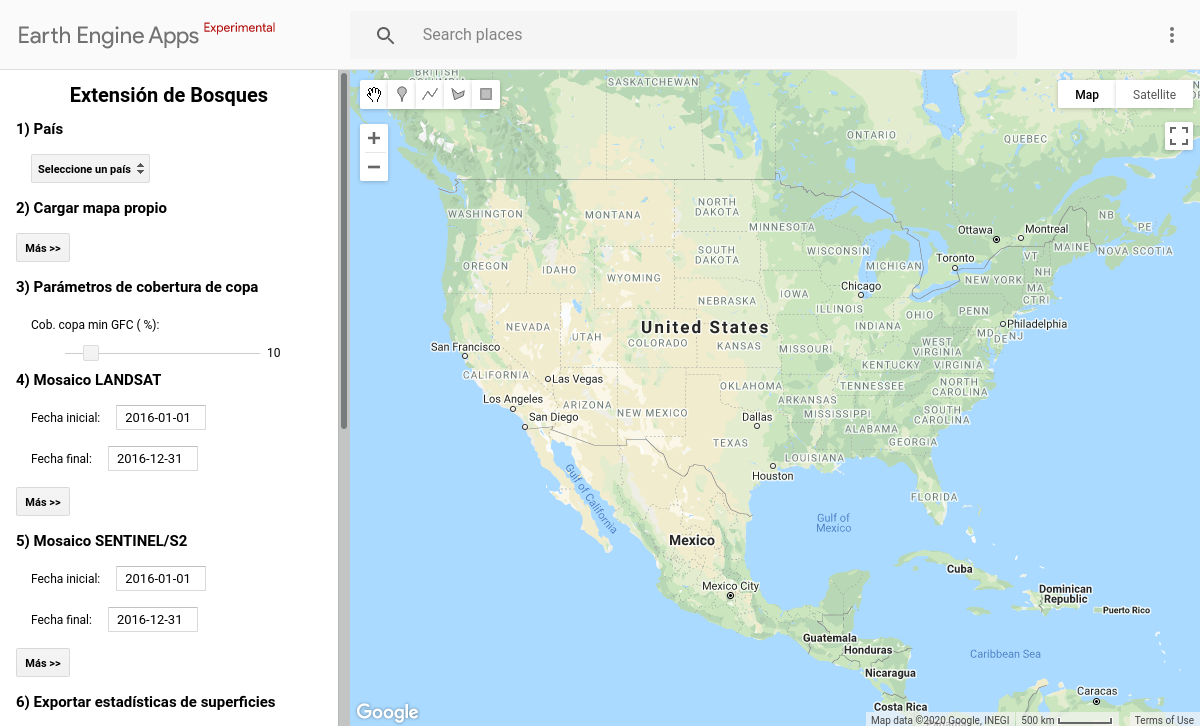 Earth Engine Apps Experimental
Search places
Extensión de Bosques
1) País
Seleccione un país
2) Cargar mapa propio
Más >>
3) Parámetros de cobertura de copa
Cob. copa min GFC ( %):
10
4) Mosaico LANDSAT
Fecha inicial: 2016-01-01
Fecha final: 2016-12-31
Más >>
5) Mosaico SENTINEL/S2
Fecha inicial: 2016-01-01
Fecha final: 2016-12-31
Más >>
6) Exportar estadísticas de superficies
Map Satellite
BRITISH
SASKATCHEWAN
ONTARIO
QUEBEC
WASHINGTON
MONTANA
NORTH
DAKOTA
MINNESOTA
Ottawa
Montreal
NB
PE
MAINE
NOVA SCOTIA
OREGON
IDAHO
WYOMING
SOUTH
DAKOTA
WISCONSIN
MICHIGAN
Toronto
VT
NH
NEW YORK
MA
CT RI
Chicago
IOWA
NEBRASKA
ILLINOIS
INDIANA
OHIO
PENN
Philadelphia
MD
DE
NJ
NEVADA
UTAH
United States
COLORADO
KANSAS
MISSOURI
WEST
VIRGINIA
KENTUCKY
VIRGINIA
San Francisco
CALIFORNIA
Las Vegas
OKLAHOMA
TENNESSEE
NORTH
CAROLINA
Los Angeles
ARIZONA
NEW MEXICO
ARKANSAS
MISSISSIPPI
SOUTH
CAROLINA
San Diego
Dallas
ALABAMA
GEORGIA
TEXAS
LOUISIANA
Houston
FLORIDA
Gulf of California
Gulf of
Mexico
Mexico
Cuba
Mexico City
Dominican
Republic
Puerto Rico
Guatemala
Honduras
Caribbean Sea
Nicaragua
Caracas
Costa Rica
Google
Map data ©2020 Google, INEGI 500 km Terms of Use